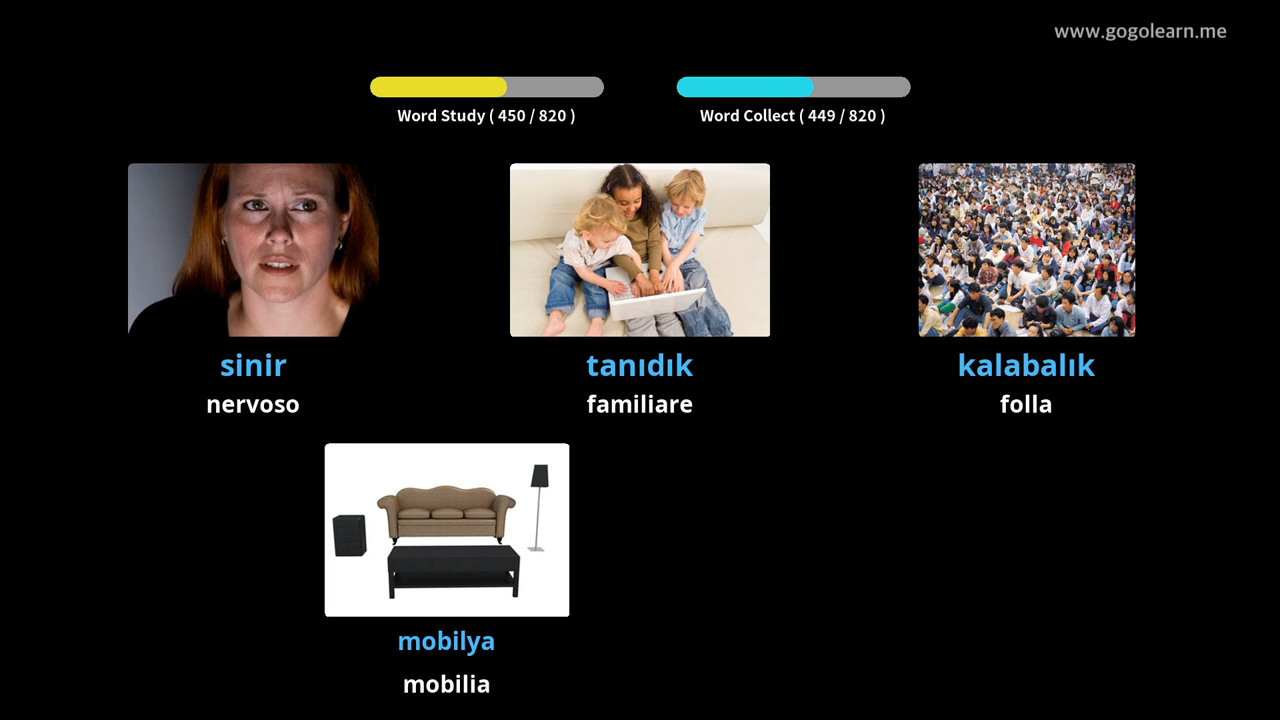 www.gogolearn.me
Word Study ( 450 / 820 )
Word Collect ( 449 / 820 )
sinir
nervoso
tanıdık
familiare
kalabalık
folla
mobilya
mobilia